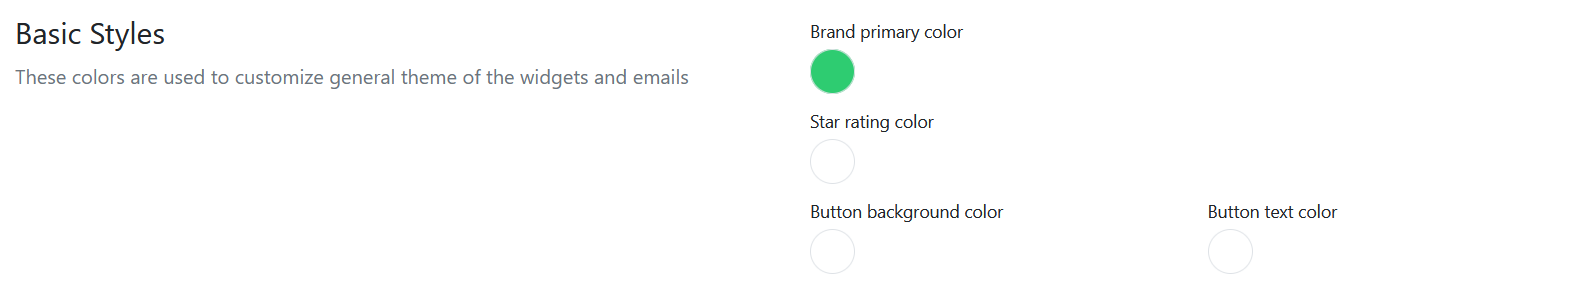 Basic Styles
These colors are used to customize general theme of the widgets and emails
Brand primary color
Star rating color
Button background color
Button text color